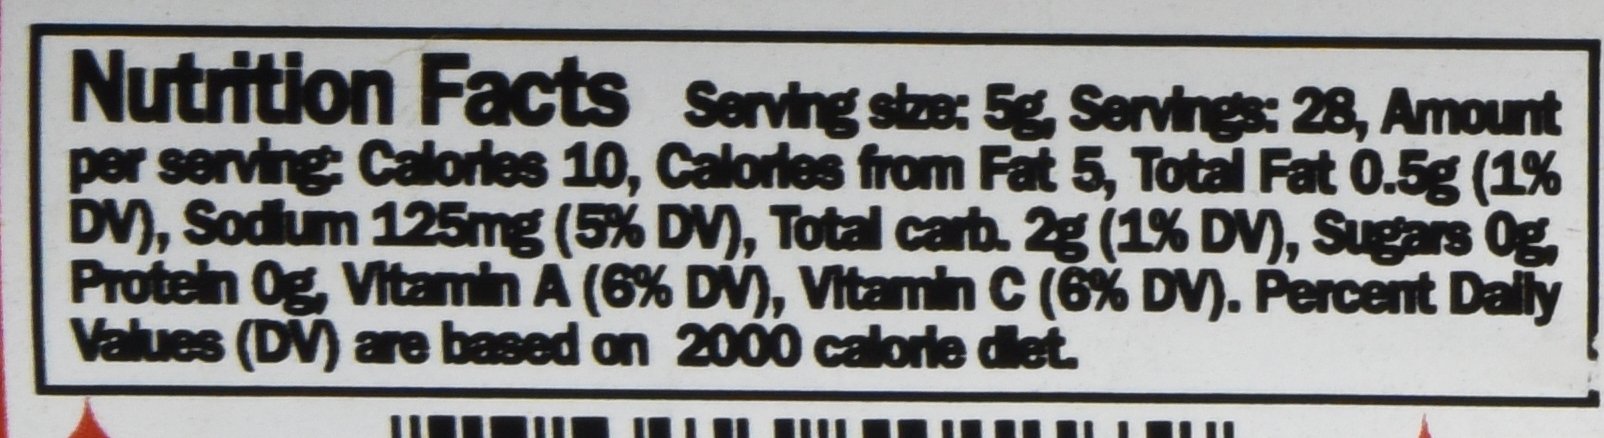 Nutrition Facts Serving size: 5g, Servings: 28, Amount
per serving: Calories 10, Calories from Fat 5, Total Fat 0.5g (1%
DV), Sodium 125mg (5% DV), Total carb. 2g (1% DV), Sugars 0g,
Protein 0g, Vitamin A (6% DV), Vitamin C (6% DV). Percent Daily
Values (DV) are based on 2000 calorie diet.